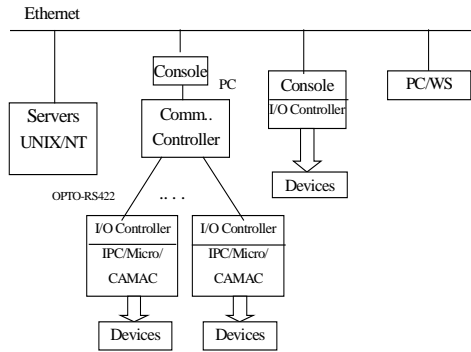 Ethernet
Console
PC
Console
I/O Controller
PC/WS
Servers
UNIX/NT
Comm..
Controller
Devices
OPTO-RS422
.. . .
I/O Controller
IPC/Micro/
CAMAC
I/O Controller
IPC/Micro/
CAMAC
Devices
Devices